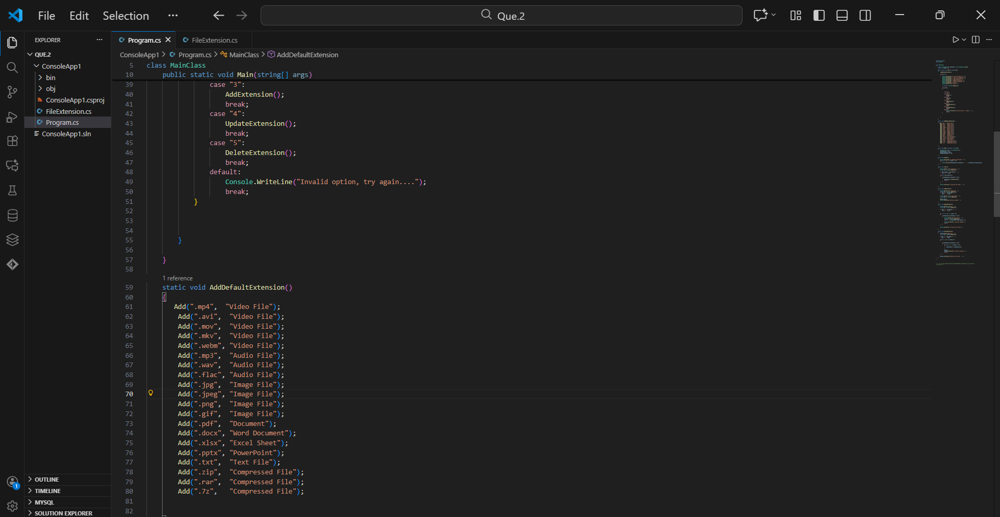 File Edit Selection ···
Que.2
EXPLORER ···
QUE.2
ConsoleApp1
bin
obj
ConsoleApp1.csproj
FileExtension.cs
Program.cs
ConsoleApp1.sln
OUTLINE
TIMELINE
MYSQL
SOLUTION EXPLORER
1
Program.cs
FileExtension.cs
ConsoleApp1 > Program.cs > MainClass > AddDefaultExtension
5 class MainClass
10 public static void Main(string[] args)
39 case "3":
40 AddExtension();
41 break;
42 case "4":
43 UpdateExtension();
44 break;
45 case "5":
46 DeleteExtension();
47 break;
48 default:
49 Console.WriteLine("Invalid option, try again....");
50 break;
51 }
52
53
54
55 }
56
57 }
58
1 reference
59 static void AddDefaultExtension()
60 {
61 Add(".mp4", "Video File");
62 Add(".avi", "Video File");
63 Add(".mov", "Video File");
64 Add(".mkv", "Video File");
65 Add(".webm", "Video File");
66 Add(".mp3", "Audio File");
67 Add(".wav", "Audio File");
68 Add(".flac", "Audio File");
69 Add(".jpg", "Image File");
70 Add(".jpeg", "Image File");
71 Add(".png", "Image File");
72 Add(".gif", "Image File");
73 Add(".pdf", "Document");
74 Add(".docx", "Word Document");
75 Add(".xlsx", "Excel Sheet");
76 Add(".pptx", "PowerPoint");
77 Add(".txt", "Text File");
78 Add(".zip", "Compressed File");
79 Add(".rar", "Compressed File");
80 Add(".7z", "Compressed File");
81
82